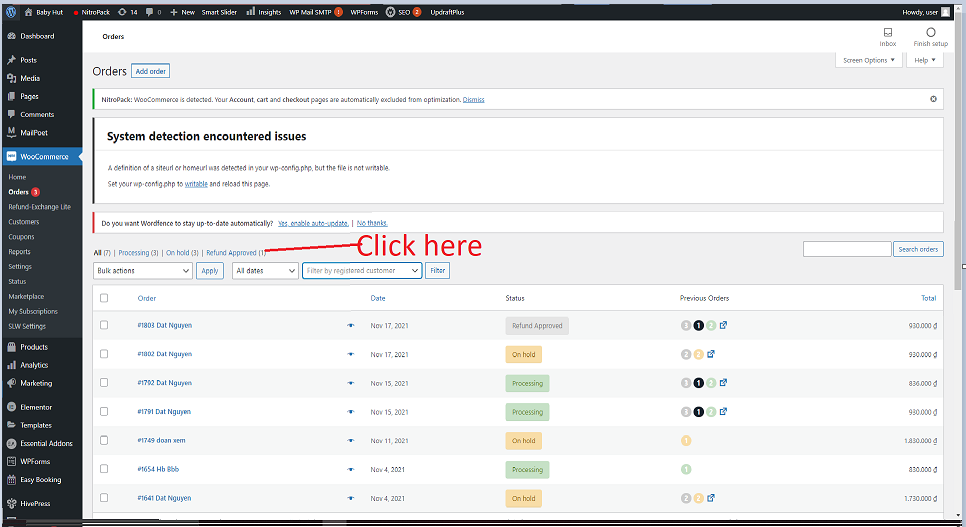 Baby Hut NitroPack 14 0 New Smart Slider Insights WP Mail SMTP ! WPForms SEO 2 UpdraftPlus Howdy, user
Dashboard
Posts
Media
Pages
Comments
MailPoet
WooCommerce
Home
Orders 3
Refund-Exchange Lite
Customers
Coupons
Reports
Settings
Status
Marketplace
My Subscriptions
SLW Settings
Products
Analytics
Marketing
Elementor
Templates
Essential Addons
WPForms
Easy Booking
HivePress
Orders
Inbox
Finish setup
Screen Options ▼ Help ▼
Orders Add order
NitroPack: WooCommerce is detected. Your Account, cart and checkout pages are automatically excluded from optimization. Dismiss
System detection encountered issues
A definition of a siteurl or homeurl was detected in your wp-config.php, but the file is not writable.
Set your wp-config.php to writable and reload this page.
Do you want Wordfence to stay up-to-date automatically? Yes, enable auto-update. | No thanks.
All (7) | Processing (3) | On hold (3) | Refund Approved (1)
Click here
Search orders
Bulk actions Apply All dates Filter by registered customer Filter
Order Date Status Previous Orders Total
#1803 Dat Nguyen Nov 17, 2021 Refund Approved 3 1 2 930.000 ₫
#1802 Dat Nguyen Nov 17, 2021 On hold 2 3 930.000 ₫
#1792 Dat Nguyen Nov 15, 2021 Processing 3 1 2 836.000 ₫
#1791 Dat Nguyen Nov 15, 2021 Processing 3 1 2 930.000 ₫
#1749 doan xem Nov 11, 2021 On hold 1 1.830.000 ₫
#1654 Hb Bbb Nov 4, 2021 Processing 1 830.000 ₫
#1641 Dat Nguyen Nov 4, 2021 On hold 2 2 1.730.000 ₫